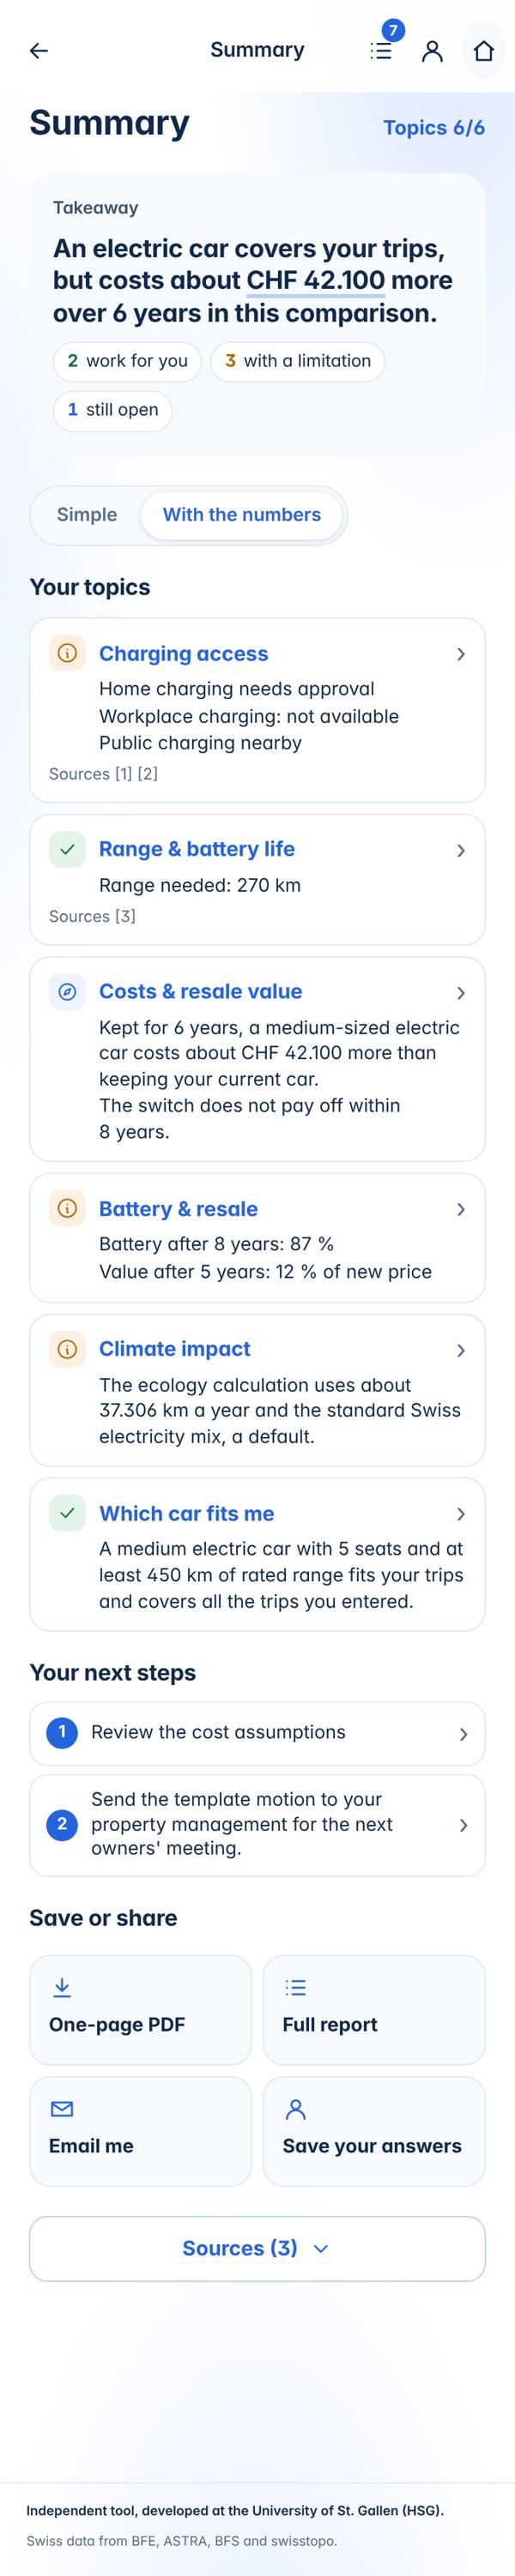 Summary
7
Summary
Topics 6/6
Takeaway
An electric car covers your trips,
but costs about CHF 42.100 more
over 6 years in this comparison.
2 work for you
3 with a limitation
1 still open
Simple
With the numbers
Your topics
Charging access
Home charging needs approval
Workplace charging: not available
Public charging nearby
Sources [1] [2]
Range & battery life
Range needed: 270 km
Sources [3]
Costs & resale value
Kept for 6 years, a medium-sized electric
car costs about CHF 42.100 more than
keeping your current car.
The switch does not pay off within
8 years.
Battery & resale
Battery after 8 years: 87 %
Value after 5 years: 12 % of new price
Climate impact
The ecology calculation uses about
37.306 km a year and the standard Swiss
electricity mix, a default.
Which car fits me
A medium electric car with 5 seats and at
least 450 km of rated range fits your trips
and covers all the trips you entered.
Your next steps
1 Review the cost assumptions
2 Send the template motion to your
property management for the next
owners' meeting.
Save or share
One-page PDF
Full report
Email me
Save your answers
Sources (3)
Independent tool, developed at the University of St. Gallen (HSG).
Swiss data from BFE, ASTRA, BFS and swisstopo.